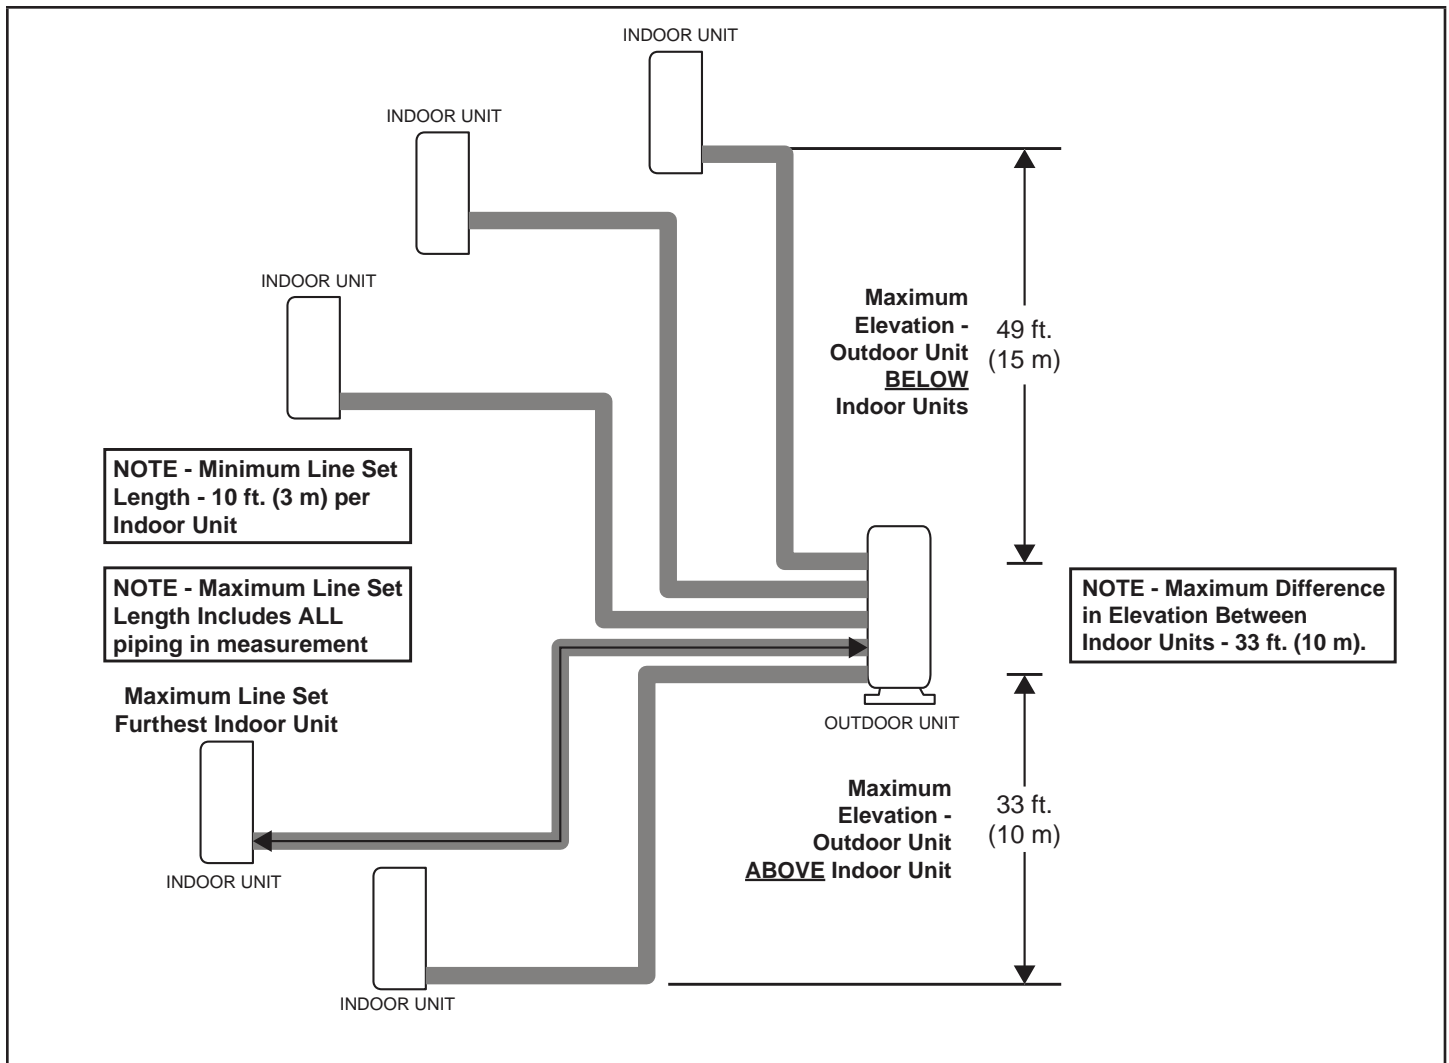 INDOOR UNIT
INDOOR UNIT
INDOOR UNIT
Maximum
Elevation -
Outdoor Unit
BELOW
Indoor Units
49 ft.
(15 m)
NOTE - Minimum Line Set
Length - 10 ft. (3 m) per
Indoor Unit
NOTE - Maximum Line Set
Length Includes ALL
piping in measurement
NOTE - Maximum Difference
in Elevation Between
Indoor Units - 33 ft. (10 m).
Maximum Line Set
Furthest Indoor Unit
OUTDOOR UNIT
Maximum
Elevation -
Outdoor Unit
ABOVE Indoor Unit
33 ft.
(10 m)
INDOOR UNIT
INDOOR UNIT